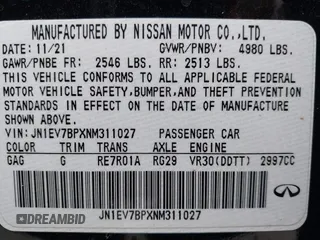 MANUFACTURED BY NISSAN MOTOR CO.,LTD.
DATE: 11/21 GVWR/PNBV: 4980 LBS.
GAWR/PNBE FR: 2546 LBS. RR: 2513 LBS.
THIS VEHICLE CONFORMS TO ALL APPLICABLE FEDERAL
MOTOR VEHICLE SAFETY, BUMPER, AND THEFT PREVENTION
STANDARDS IN EFFECT ON THE DATE OF MANUFACTURE
SHOWN ABOVE.
VIN: JN1EV7BPXNM311027 PASSENGER CAR
COLOR TRIM TRANS AXLE ENGINE
GAG G RE7R01A RG29 VR30(DDTT) 2997CC
JN1EV7BPXNM311027
INFINITI
DREAMBID